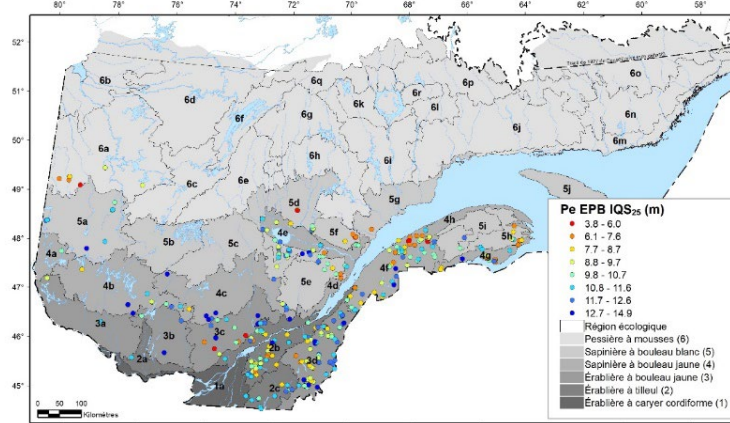 80° 78° 76° 74° 72° 70° 68° 66° 64° 62° 60° 58°
52°
51°
50°
49°
48°
47°
46°
45°
6b
6q
6p
6o
6d
6k
6r
6f
6g
6l
6n
6j
6m
6a
6h
6i
6c
6e
5d
5g
5j
5a
4e
5f
4h
5i
5b
5c
5h
4a
4g
4f
5e
4d
4b
4c
3a
3b
3c
2b
3d
2a
1a
2c
Pe EPB IQS25 (m)
3.8 - 6.0
6.1 - 7.6
7.7 - 8.7
8.8 - 9.7
9.8 - 10.7
10.8 - 11.6
11.7 - 12.6
12.7 - 14.9
Région écologique
Pessière à mousses (6)
Sapinière à bouleau blanc (5)
Sapinière à bouleau jaune (4)
Érablière à bouleau jaune (3)
Érablière à tilleul (2)
Érablière à caryer cordiforme (1)
0 50 100
Kilomètres